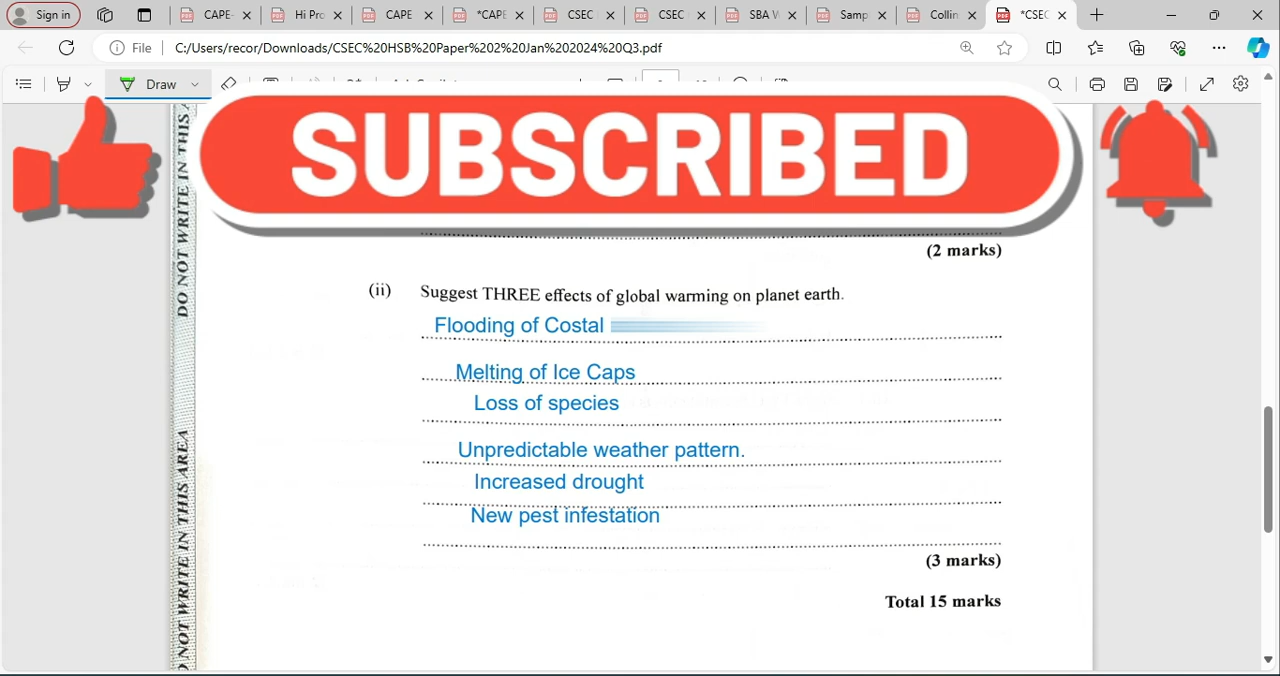 Sign in
CAPE-
Hi Pro
CAPE
*CAPE
CSEC
CSEC
SBA W
Samp
Collin
*CSEC
File C:/Users/recor/Downloads/CSEC%20HSB%20Paper%202%20Jan%202024%20Q3.pdf
Draw
SUBSCRIBED
DO NOT WRITE IN THIS
(2 marks)
(ii) Suggest THREE effects of global warming on planet earth.
Flooding of Costal
Melting of Ice Caps
Loss of species
Unpredictable weather pattern.
Increased drought
New pest infestation
(3 marks)
Total 15 marks
NOT WRITE IN THIS AREA